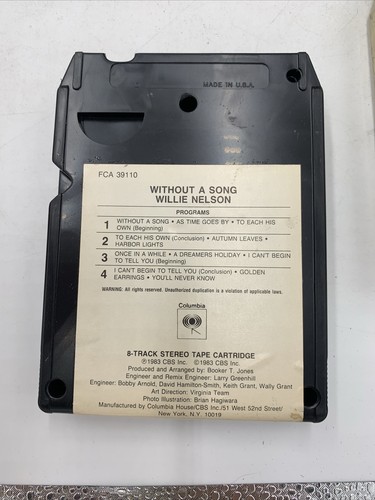 MADE IN U.S.A.
FCA 39110
WITHOUT A SONG
WILLIE NELSON
PROGRAMS
1 WITHOUT A SONG • AS TIME GOES BY • TO EACH HIS
OWN (Beginning)
2 TO EACH HIS OWN (Conclusion) • AUTUMN LEAVES •
HARBOR LIGHTS
3 ONCE IN A WHILE • A DREAMERS HOLIDAY • I CAN'T BEGIN
TO TELL YOU (Beginning)
4 I CAN'T BEGIN TO TELL YOU (Conclusion) • GOLDEN
EARRINGS • YOU'LL NEVER KNOW
WARNING: All rights reserved. Unauthorized duplication is a violation of applicable laws.
Columbia
8-TRACK STEREO TAPE CARTRIDGE
℗1983 CBS Inc. ©1983 CBS Inc.
Produced and Arranged by: Booker T. Jones
Engineer and Remix Engineer: Larry Greenhill
Engineer: Bobby Arnold, David Hamilton-Smith, Keith Grant, Wally Grant
Art Direction: Virginia Team
Photo Illustration: Brian Hagiwara
Manufactured by Columbia House/CBS Inc./51 West 52nd Street/
New York, N.Y. 10019